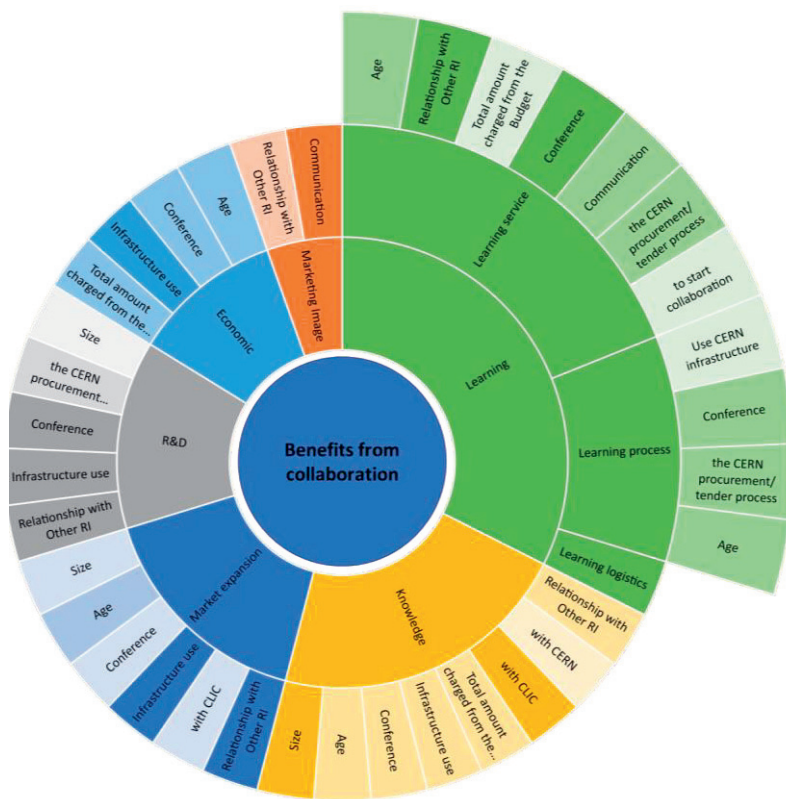 Benefits from
collaboration
Learning
Knowledge
Market expansion
R&D
Economic
Marketing Image
Learning service
Learning process
Learning logistics
Age
Relationship with
Other RI
Total amount
charged from the
Budget
Conference
Communication
the CERN
procurement/
tender process
to start
collaboration
Use CERN
infrastructure
Conference
the CERN
procurement/
tender process
Age
Relationship with
Other RI
with CERN
with CLIC
Total amount
charged from the...
Infrastructure use
Conference
Age
Size
Relationship with
Other RI
with CLIC
Infrastructure use
Conference
Age
Size
Relationship with
Other RI
Infrastructure use
Conference
the CERN
procurement...
Size
Total amount
charged from the...
Infrastructure use
Conference
Age
Relationship with
Other RI
Communication